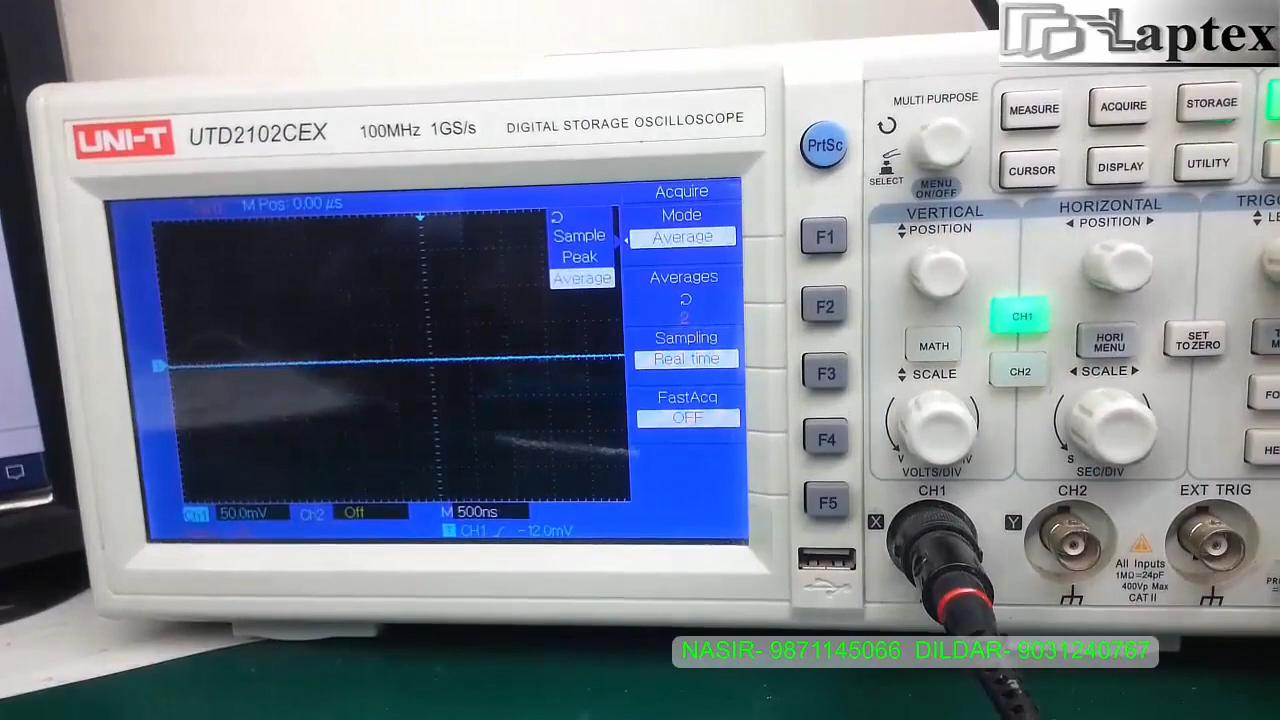 Laptex
UNI-T UTD2102CEX 100MHz 1GS/s DIGITAL STORAGE OSCILLOSCOPE
M Pos: 0.00 µs
Acquire
Mode
Average
Sample
Peak
Average
Averages
2
Sampling
Real time
FastAcq
OFF
Ch1 50.0mV Ch2 Off M 500ns
CH1 -12.0mV
PrtSc
F1
F2
F3
F4
F5
MULTI PURPOSE
SELECT
MENU
ON/OFF
MEASURE
ACQUIRE
STORAGE
CURSOR
DISPLAY
UTILITY
VERTICAL
POSITION
HORIZONTAL
POSITION
CH1
MATH
CH2
HORI
MENU
SET
TO ZERO
SCALE
SCALE
VOLTS/DIV
S
SEC/DIV
CH1
CH2
EXT TRIG
X
Y
All Inputs
1MΩ=24pF
400Vp Max
CAT II
NASIR- 9871145066 DILDAR- 9031240767